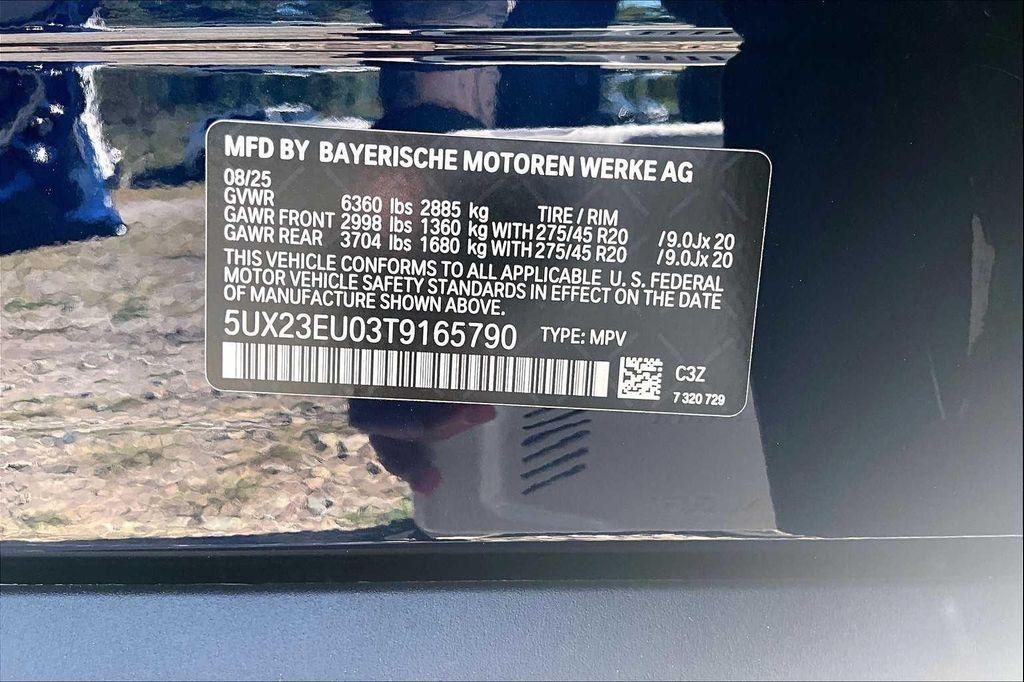 MFD BY BAYERISCHE MOTOREN WERKE AG
08/25
GVWR 6360 lbs 2885 kg TIRE / RIM
GAWR FRONT 2998 lbs 1360 kg WITH 275/45 R20 /9.0Jx 20
GAWR REAR 3704 lbs 1680 kg WITH 275/45 R20 /9.0Jx 20
THIS VEHICLE CONFORMS TO ALL APPLICABLE U. S. FEDERAL
MOTOR VEHICLE SAFETY STANDARDS IN EFFECT ON THE DATE
OF MANUFACTURE SHOWN ABOVE.
5UX23EU03T9165790 TYPE: MPV
C3Z
7 320 729